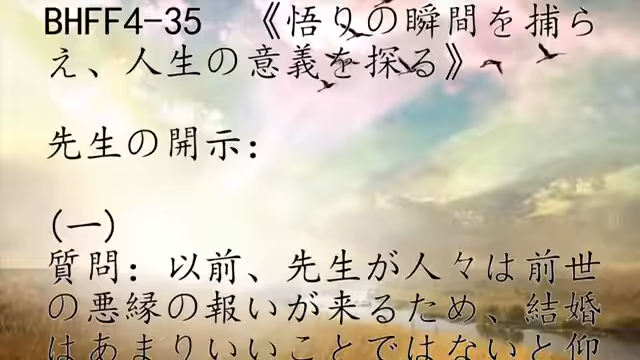 BHFF4-35　《悟りの瞬間を捕ら
え、人生の意義を探る》
先生の開示：
(一)
質問：以前、先生が人々は前世
の悪縁の報いが来るため、結婚
はあまりいいことではないと仰